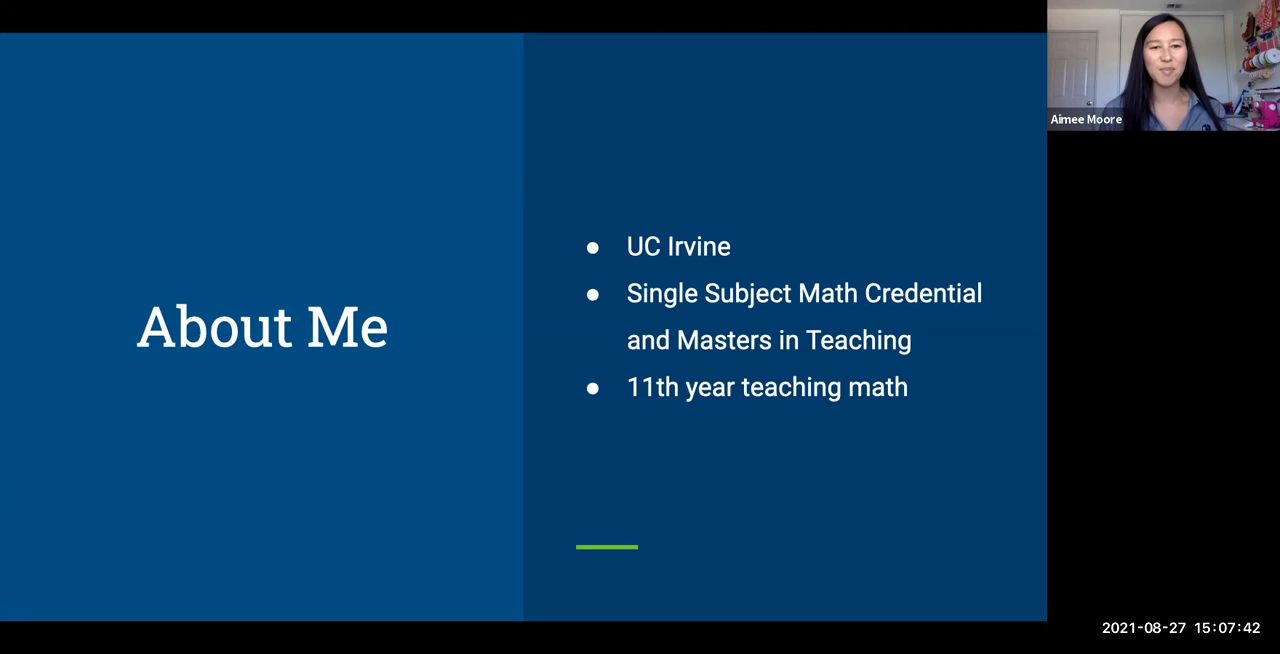 Aimee Moore
About Me
● UC Irvine
● Single Subject Math Credential
and Masters in Teaching
● 11th year teaching math
2021-08-27 15:07:42